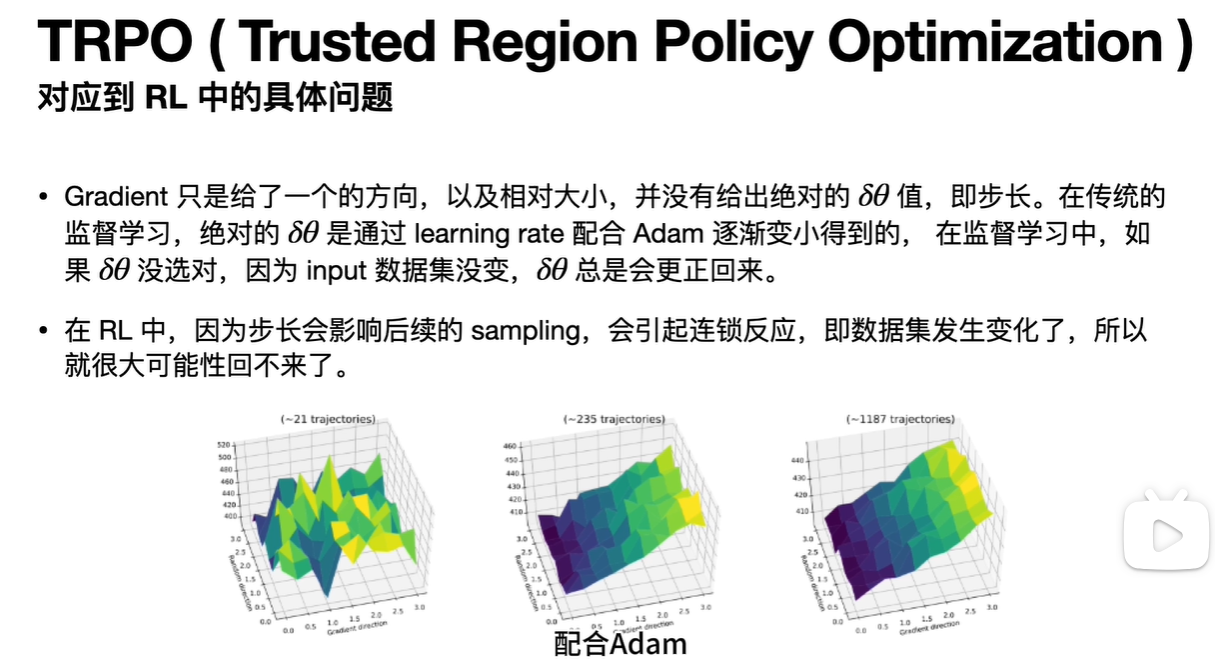 TRPO ( Trusted Region Policy Optimization )
对应到 RL 中的具体问题
• Gradient 只是给了一个的方向，以及相对大小，并没有给出绝对的 δθ 值，即步长。在传统的
监督学习，绝对的 δθ 是通过 learning rate 配合 Adam 逐渐变小得到的， 在监督学习中，如
果 δθ 没选对，因为 input 数据集没变，δθ 总是会更正回来。
• 在 RL 中，因为步长会影响后续的 sampling，会引起连锁反应，即数据集发生变化了，所以
就很大可能性回不来了。
(~21 trajectories)
520
500
480
460
440
420
400
3.0
2.5
2.0
1.5
1.0
0.5
0.0
Random direction
0.0 0.5 1.0 1.5 2.0 2.5 3.0
Gradient direction
(~235 trajectories)
460
450
440
430
420
410
3.0
2.5
2.0
1.5
1.0
0.5
0.0
Random direction
0.0 0.5 1.0 1.5 2.0 2.5 3.0
Gradient direction
(~1187 trajectories)
440
430
420
410
3.0
2.5
2.0
1.5
1.0
0.5
0.0
Random direction
0.0 0.5 1.0 1.5 2.0 2.5 3.0
Gradient direction
配合Adam